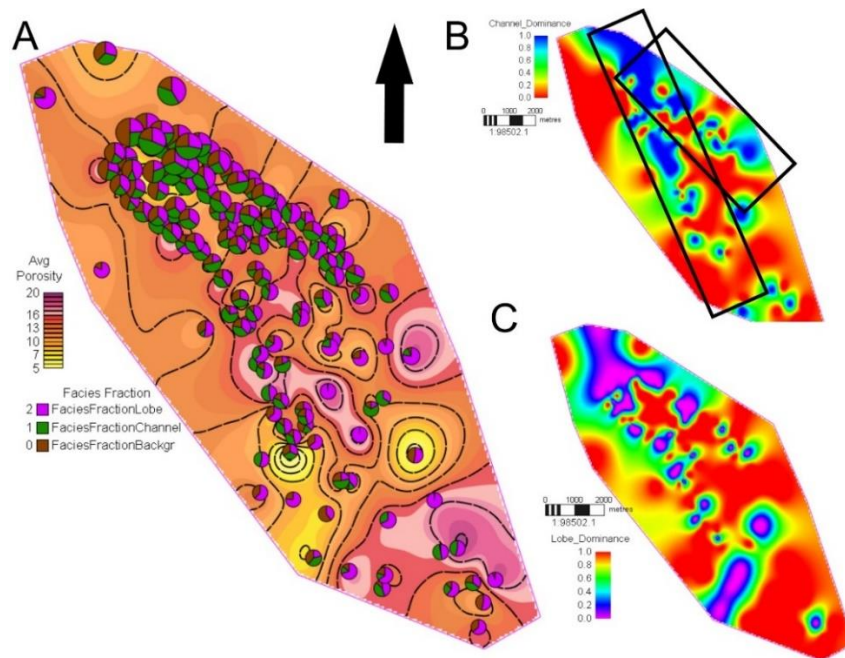 A
Avg
Porosity
20
16
13
10
7
5
Facies Fraction
2 FaciesFractionLobe
1 FaciesFractionChannel
0 FaciesFractionBackgr
B
Channel_Dominance
1.0
0.8
0.6
0.4
0.2
0.0
0 1000 2000
metres
1:98502.1
C
0 1000 2000
metres
1:98502.1
Lobe_Dominance
1.0
0.8
0.6
0.4
0.2
0.0